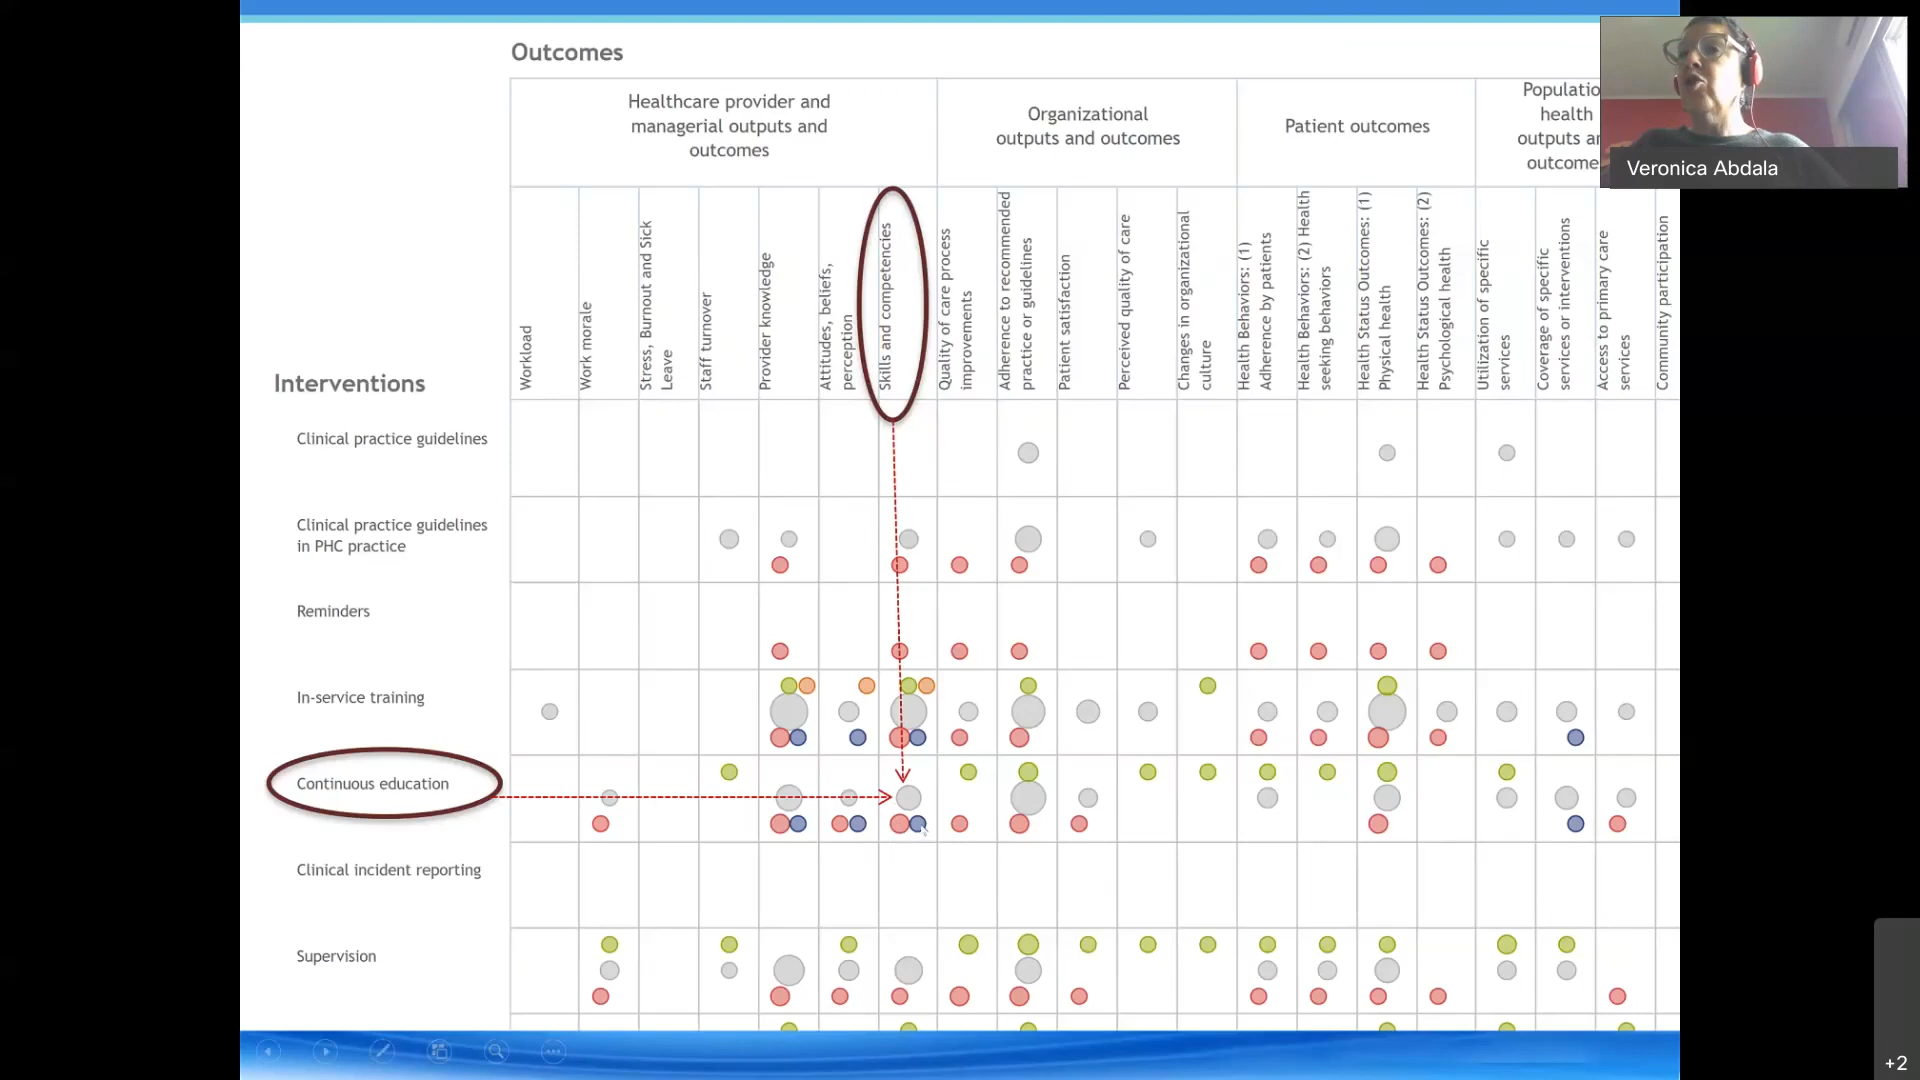 Outcomes
Healthcare provider and
managerial outputs and
outcomes
Organizational
outputs and outcomes
Patient outcomes
health
Veronica Abdala
Workload
Work morale
Stress, Burnout and Sick
Leave
Staff turnover
Provider knowledge
Attitudes, beliefs,
perception
Skills and competencies
Quality of care process
improvements
Adherence to recommended
practice or guidelines
Patient satisfaction
Perceived quality of care
Changes in organizational
culture
Health Behaviors: (1)
Adherence by patients
Health Behaviors: (2) Health
seeking behaviors
Health Status Outcomes: (1)
Physical health
Health Status Outcomes: (2)
Psychological health
Utilization of specific
services
Coverage of specific
services or interventions
Access to primary care
services
Community participation
Interventions
Clinical practice guidelines
Clinical practice guidelines
in PHC practice
Reminders
In-service training
Continuous education
Clinical incident reporting
Supervision
+2